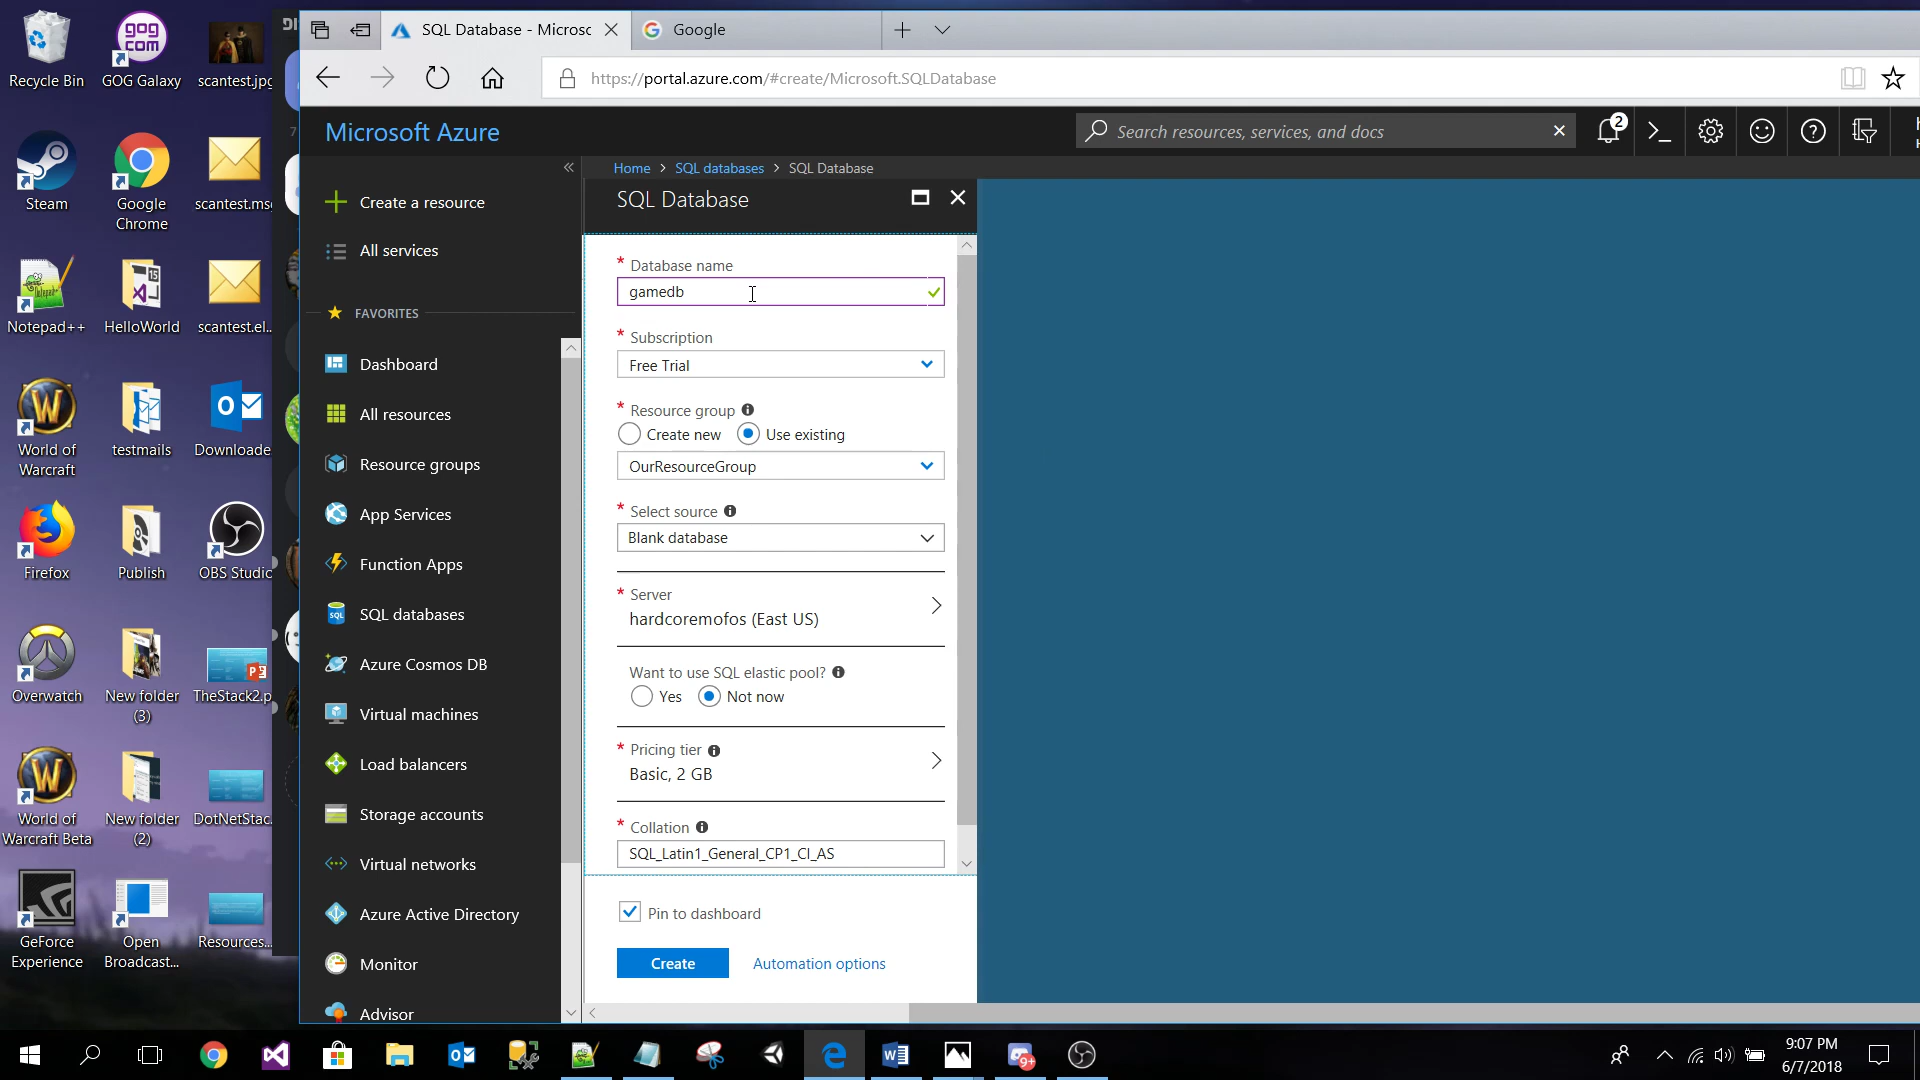 Recycle Bin
GOG Galaxy
scantest.jpg
Steam
Google
Chrome
scantest.ms
Notepad++
HelloWorld
scantest.el...
World of
Warcraft
testmails
Downloade
Firefox
Publish
OBS Studio
Overwatch
New folder
(3)
TheStack2.p
World of
Warcraft Beta
New folder
(2)
DotNetStac
GeForce
Experience
Open
Broadcast...
Resources...
SQL Database - Microsc
Google
https://portal.azure.com/#create/Microsoft.SQLDatabase
Microsoft Azure
Search resources, services, and docs
2
Home > SQL databases > SQL Database
Create a resource
All services
FAVORITES
Dashboard
All resources
Resource groups
App Services
Function Apps
SQL databases
Azure Cosmos DB
Virtual machines
Load balancers
Storage accounts
Virtual networks
Azure Active Directory
Monitor
Advisor
SQL Database
* Database name
gamedb
* Subscription
Free Trial
* Resource group
Create new Use existing
OurResourceGroup
* Select source
Blank database
* Server
hardcoremofos (East US)
Want to use SQL elastic pool?
Yes Not now
* Pricing tier
Basic, 2 GB
* Collation
SQL_Latin1_General_CP1_CI_AS
Pin to dashboard
Create Automation options
9+
9:07 PM
6/7/2018